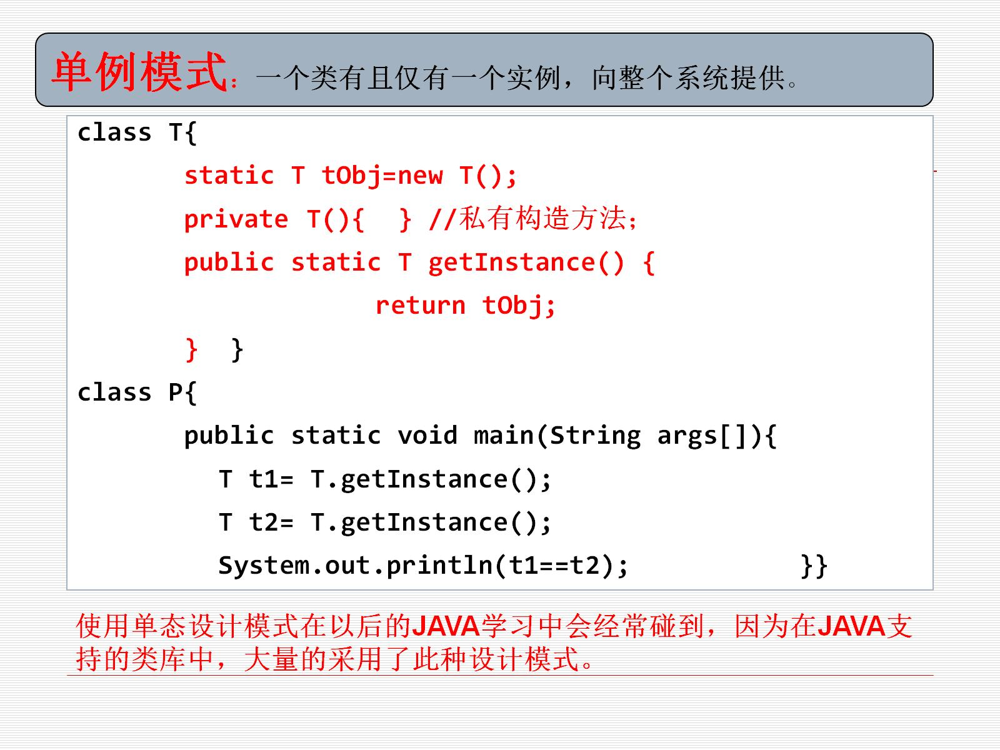 单例模式：一个类有且仅有一个实例，向整个系统提供。
class T{
static T tObj=new T();
private T(){  } //私有构造方法；
public static T getInstance() {
return tObj;
}  }
class P{
public static void main(String args[]){
T t1= T.getInstance();
T t2= T.getInstance();
System.out.println(t1==t2);  }}
使用单态设计模式在以后的JAVA学习中会经常碰到，因为在JAVA支
持的类库中，大量的采用了此种设计模式。